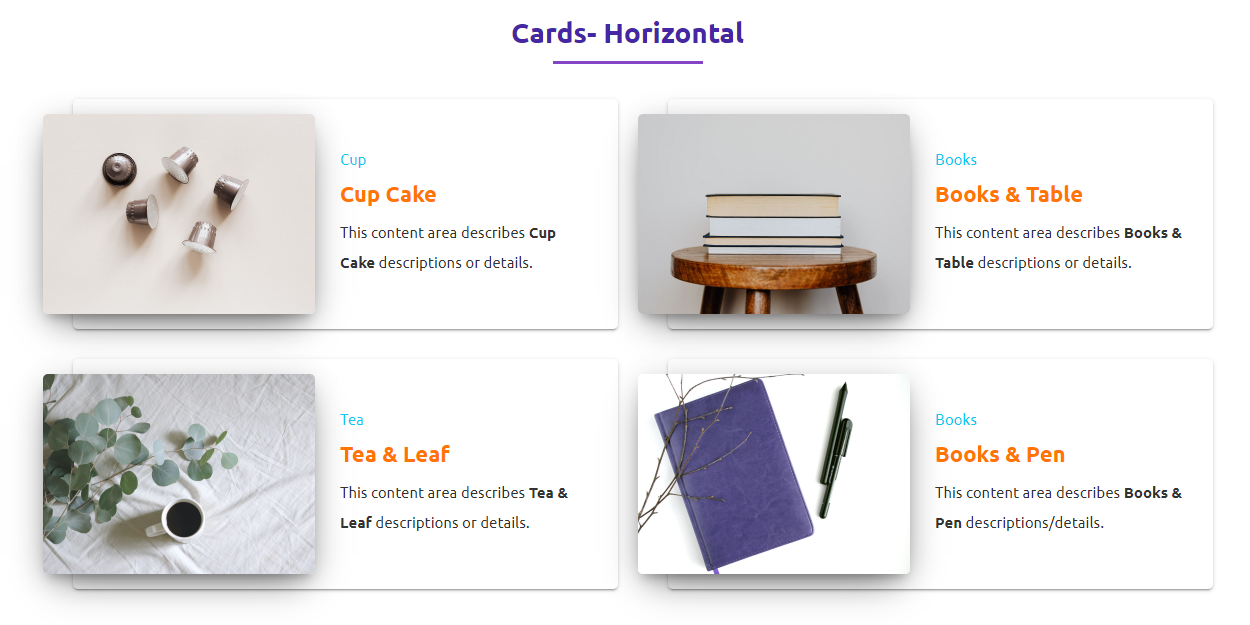 Cards- Horizontal
Cup
Cup Cake
This content area describes Cup
Cake descriptions or details.
Books
Books & Table
This content area describes Books &
Table descriptions or details.
Tea
Tea & Leaf
This content area describes Tea &
Leaf descriptions or details.
Books
Books & Pen
This content area describes Books &
Pen descriptions/details.